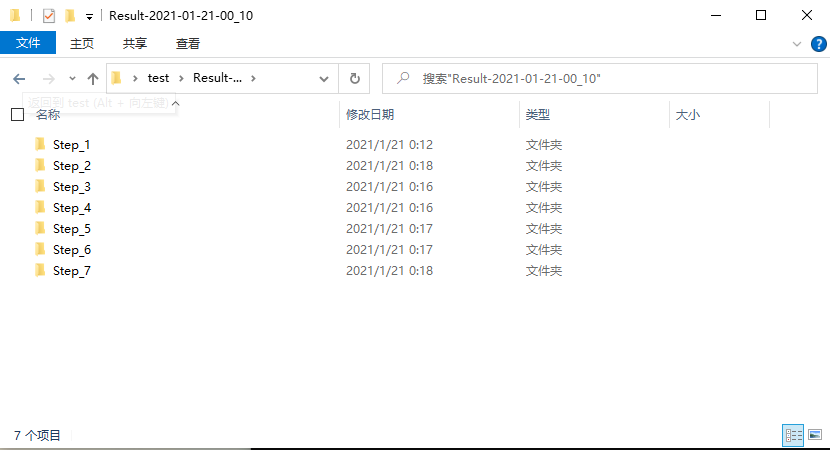 Result-2021-01-21-00_10
文件 主页 共享 查看
test Result-... 搜索"Result-2021-01-21-00_10"
返回到 test (Alt + 向左键)
名称 修改日期 类型 大小
Step_1 2021/1/21 0:12 文件夹
Step_2 2021/1/21 0:18 文件夹
Step_3 2021/1/21 0:16 文件夹
Step_4 2021/1/21 0:16 文件夹
Step_5 2021/1/21 0:17 文件夹
Step_6 2021/1/21 0:17 文件夹
Step_7 2021/1/21 0:18 文件夹
7 个项目